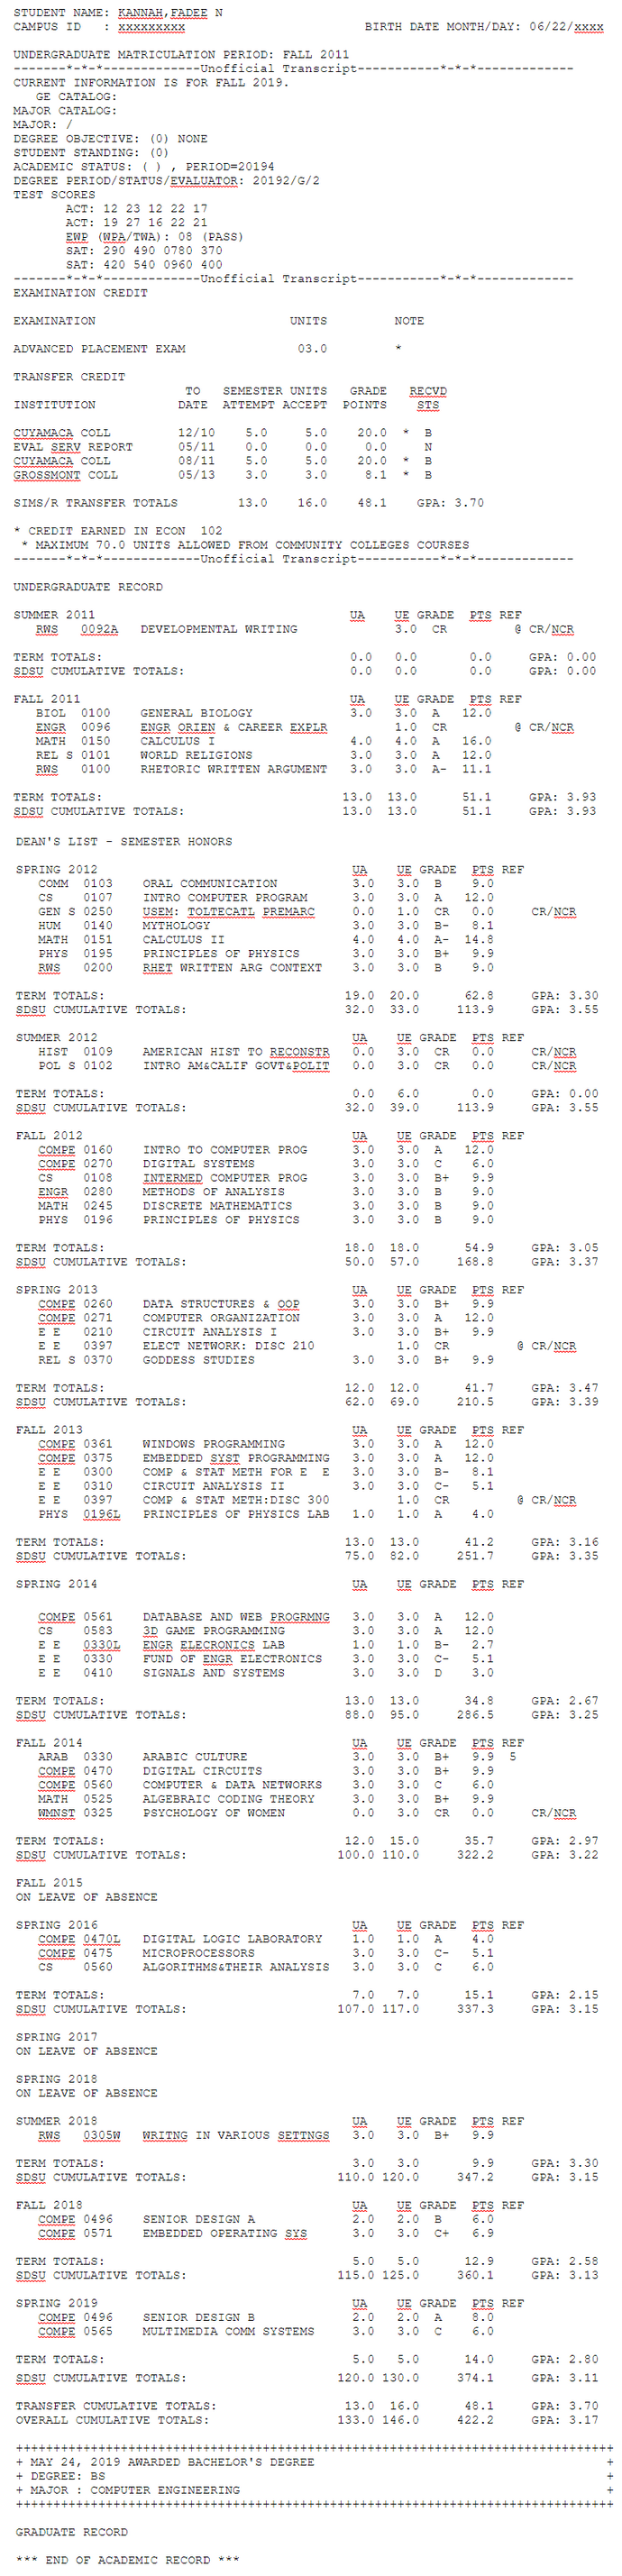 STUDENT NAME: KANNAH,FADEE N
CAMPUS ID   : xxxxxxxxx                        BIRTH DATE MONTH/DAY: 06/22/xxxx
UNDERGRADUATE MATRICULATION PERIOD: FALL 2011
-------*-*-*-------------Unofficial Transcript-----------*-*-*-------------
CURRENT INFORMATION IS FOR FALL 2019.
GE CATALOG:
MAJOR CATALOG:
MAJOR: /
DEGREE OBJECTIVE: (0) NONE
STUDENT STANDING: (0)
ACADEMIC STATUS: ( ) , PERIOD=20194
DEGREE PERIOD/STATUS/EVALUATOR: 20192/G/2
TEST SCORES
ACT: 12 23 12 22 17
ACT: 19 27 16 22 21
EWP (WPA/TWA): 08 (PASS)
SAT: 290 490 0780 370
SAT: 420 540 0960 400
-------*-*-*-------------Unofficial Transcript-----------*-*-*-------------
EXAMINATION CREDIT
EXAMINATION                          UNITS         NOTE
ADVANCED PLACEMENT EXAM               03.0         *
TRANSFER CREDIT
TO   SEMESTER UNITS   GRADE   RECVD
INSTITUTION           DATE  ATTEMPT ACCEPT  POINTS   STS
CUYAMACA COLL         12/10    5.0    5.0    20.0  *  B
EVAL SERV REPORT      05/11    0.0    0.0     0.0     N
CUYAMACA COLL         08/11    5.0    5.0    20.0  *  B
GROSSMONT COLL        05/13    3.0    3.0     8.1  *  B
SIMS/R TRANSFER TOTALS        13.0   16.0    48.1    GPA: 3.70
* CREDIT EARNED IN ECON  102
* MAXIMUM 70.0 UNITS ALLOWED FROM COMMUNITY COLLEGES COURSES
-------*-*-*-------------Unofficial Transcript-----------*-*-*-------------
UNDERGRADUATE RECORD
SUMMER 2011                                  UA    UE GRADE  PTS REF
RWS   0092A   DEVELOPMENTAL WRITING             3.0  CR         @ CR/NCR
TERM TOTALS:                                 0.0  0.0       0.0     GPA: 0.00
SDSU CUMULATIVE TOTALS:                      0.0  0.0       0.0     GPA: 0.00
FALL 2011                                    UA    UE GRADE  PTS REF
BIOL  0100    GENERAL BIOLOGY             3.0   3.0  A   12.0
ENGR  0096    ENGR ORIEN & CAREER EXPLR         1.0  CR         @ CR/NCR
MATH  0150    CALCULUS I                  4.0   4.0  A   16.0
REL S 0101    WORLD RELIGIONS             3.0   3.0  A   12.0
RWS   0100    RHETORIC WRITTEN ARGUMENT   3.0   3.0  A-  11.1
TERM TOTALS:                                13.0 13.0      51.1     GPA: 3.93
SDSU CUMULATIVE TOTALS:                     13.0 13.0      51.1     GPA: 3.93
DEAN'S LIST - SEMESTER HONORS
SPRING 2012                                  UA    UE GRADE  PTS REF
COMM  0103    ORAL COMMUNICATION          3.0   3.0  B    9.0
CS    0107    INTRO COMPUTER PROGRAM      3.0   3.0  A   12.0
GEN S 0250    USEM: TOLTECATL PREMARC     0.0   1.0  CR   0.0     CR/NCR
HUM   0140    MYTHOLOGY                   3.0   3.0  B-   8.1
MATH  0151    CALCULUS II                 4.0   4.0  A-  14.8
PHYS  0195    PRINCIPLES OF PHYSICS       3.0   3.0  B+   9.9
RWS   0200    RHET WRITTEN ARG CONTEXT    3.0   3.0  B    9.0
TERM TOTALS:                                19.0 20.0      62.8     GPA: 3.30
SDSU CUMULATIVE TOTALS:                     32.0 33.0     113.9     GPA: 3.55
SUMMER 2012                                  UA    UE GRADE  PTS REF
HIST  0109    AMERICAN HIST TO RECONSTR   0.0   3.0  CR   0.0     CR/NCR
POL S 0102    INTRO AM&CALIF GOVT&POLIT   0.0   3.0  CR   0.0     CR/NCR
TERM TOTALS:                                 0.0  6.0       0.0     GPA: 0.00
SDSU CUMULATIVE TOTALS:                     32.0 39.0     113.9     GPA: 3.55
FALL 2012                                    UA    UE GRADE  PTS REF
COMPE 0160    INTRO TO COMPUTER PROG      3.0   3.0  A   12.0
COMPE 0270    DIGITAL SYSTEMS             3.0   3.0  C    6.0
CS    0108    INTERMED COMPUTER PROG      3.0   3.0  B+   9.9
ENGR  0280    METHODS OF ANALYSIS         3.0   3.0  B    9.0
MATH  0245    DISCRETE MATHEMATICS        3.0   3.0  B    9.0
PHYS  0196    PRINCIPLES OF PHYSICS       3.0   3.0  B    9.0
TERM TOTALS:                                18.0 18.0      54.9     GPA: 3.05
SDSU CUMULATIVE TOTALS:                     50.0 57.0     168.8     GPA: 3.37
SPRING 2013                                  UA    UE GRADE  PTS REF
COMPE 0260    DATA STRUCTURES & OOP       3.0   3.0  B+   9.9
COMPE 0271    COMPUTER ORGANIZATION       3.0   3.0  A   12.0
E E   0210    CIRCUIT ANALYSIS I          3.0   3.0  B+   9.9
E E   0397    ELECT NETWORK: DISC 210           1.0  CR         @ CR/NCR
REL S 0370    GODDESS STUDIES             3.0   3.0  B+   9.9
TERM TOTALS:                                12.0 12.0      41.7     GPA: 3.47
SDSU CUMULATIVE TOTALS:                     62.0 69.0     210.5     GPA: 3.39
FALL 2013                                    UA    UE GRADE  PTS REF
COMPE 0361    WINDOWS PROGRAMMING         3.0   3.0  A   12.0
COMPE 0375    EMBEDDED SYST PROGRAMMING   3.0   3.0  A   12.0
E E   0300    COMP & STAT METH FOR E  E   3.0   3.0  B-   8.1
E E   0310    CIRCUIT ANALYSIS II         3.0   3.0  C-   5.1
E E   0397    COMP & STAT METH:DISC 300         1.0  CR         @ CR/NCR
PHYS  0196L   PRINCIPLES OF PHYSICS LAB   1.0   1.0  A    4.0
TERM TOTALS:                                13.0 13.0      41.2     GPA: 3.16
SDSU CUMULATIVE TOTALS:                     75.0 82.0     251.7     GPA: 3.35
SPRING 2014                                  UA    UE GRADE  PTS REF
COMPE 0561    DATABASE AND WEB PROGRMNG   3.0   3.0  A   12.0
CS    0583    3D GAME PROGRAMMING         3.0   3.0  A   12.0
E E   0330L   ENGR ELECRONICS LAB         1.0   1.0  B-   2.7
E E   0330    FUND OF ENGR ELECTRONICS    3.0   3.0  C-   5.1
E E   0410    SIGNALS AND SYSTEMS         3.0   3.0  D    3.0
TERM TOTALS:                                13.0 13.0      34.8     GPA: 2.67
SDSU CUMULATIVE TOTALS:                     88.0 95.0     286.5     GPA: 3.25
FALL 2014                                    UA    UE GRADE  PTS REF
ARAB  0330    ARABIC CULTURE              3.0   3.0  B+   9.9  5
COMPE 0470    DIGITAL CIRCUITS            3.0   3.0  B+   9.9
COMPE 0560    COMPUTER & DATA NETWORKS    3.0   3.0  C    6.0
MATH  0525    ALGEBRAIC CODING THEORY     3.0   3.0  B+   9.9
WMNST 0325    PSYCHOLOGY OF WOMEN         0.0   3.0  CR   0.0     CR/NCR
TERM TOTALS:                                12.0 15.0      35.7     GPA: 2.97
SDSU CUMULATIVE TOTALS:                    100.0 110.0    322.2     GPA: 3.22
FALL 2015
ON LEAVE OF ABSENCE
SPRING 2016                                  UA    UE GRADE  PTS REF
COMPE 0470L   DIGITAL LOGIC LABORATORY    1.0   1.0  A    4.0
COMPE 0475    MICROPROCESSORS             3.0   3.0  C-   5.1
CS    0560    ALGORITHMS&THEIR ANALYSIS   3.0   3.0  C    6.0
TERM TOTALS:                                 7.0  7.0      15.1     GPA: 2.15
SDSU CUMULATIVE TOTALS:                    107.0 117.0    337.3     GPA: 3.15
SPRING 2017
ON LEAVE OF ABSENCE
SPRING 2018
ON LEAVE OF ABSENCE
SUMMER 2018                                  UA    UE GRADE  PTS REF
RWS   0305W   WRITNG IN VARIOUS SETTNGS   3.0   3.0  B+   9.9
TERM TOTALS:                                 3.0  3.0       9.9     GPA: 3.30
SDSU CUMULATIVE TOTALS:                    110.0 120.0    347.2     GPA: 3.15
FALL 2018                                    UA    UE GRADE  PTS REF
COMPE 0496    SENIOR DESIGN A             2.0   2.0  B    6.0
COMPE 0571    EMBEDDED OPERATING SYS      3.0   3.0  C+   6.9
TERM TOTALS:                                 5.0  5.0      12.9     GPA: 2.58
SDSU CUMULATIVE TOTALS:                    115.0 125.0    360.1     GPA: 3.13
SPRING 2019                                  UA    UE GRADE  PTS REF
COMPE 0496    SENIOR DESIGN B             2.0   2.0  A    8.0
COMPE 0565    MULTIMEDIA COMM SYSTEMS     3.0   3.0  C    6.0
TERM TOTALS:                                 5.0  5.0      14.0     GPA: 2.80
SDSU CUMULATIVE TOTALS:                    120.0 130.0    374.1     GPA: 3.11
TRANSFER CUMULATIVE TOTALS:                 13.0 16.0      48.1     GPA: 3.70
OVERALL CUMULATIVE TOTALS:                 133.0 146.0    422.2     GPA: 3.17
++++++++++++++++++++++++++++++++++++++++++++++++++++++++++++++++++++++++++++++++
+ MAY 24, 2019 AWARDED BACHELOR'S DEGREE                                       +
+ DEGREE: BS                                                                   +
+ MAJOR : COMPUTER ENGINEERING                                                 +
++++++++++++++++++++++++++++++++++++++++++++++++++++++++++++++++++++++++++++++++
GRADUATE RECORD
*** END OF ACADEMIC RECORD ***